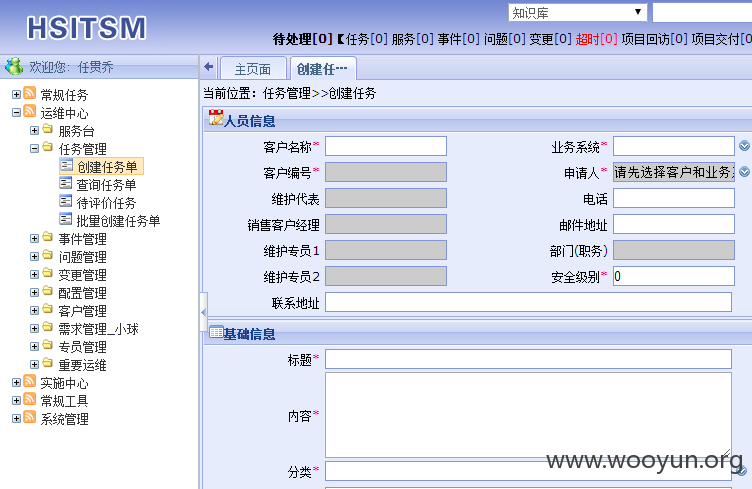 知识库
HSITSM
待处理[0]【任务[0] 服务[0] 事件[0] 问题[0] 变更[0] 超时[0] 项目回访[0] 项目交付[0
欢迎您: 任贯乔
主页面 创建任···
当前位置：任务管理>>创建任务
常规任务
运维中心
服务台
任务管理
创建任务单
查询任务单
待评价任务
批量创建任务单
事件管理
问题管理
变更管理
配置管理
客户管理
需求管理_小球
专员管理
重要运维
实施中心
常规工具
系统管理
人员信息
客户名称* 业务系统*
客户编号* 申请人* 请先选择客户和业务系
维护代表 电话
销售客户经理 邮件地址
维护专员1 部门(职务)
维护专员2 安全级别* 0
联系地址
基础信息
标题*
内容*
分类*
www.wooyun.org